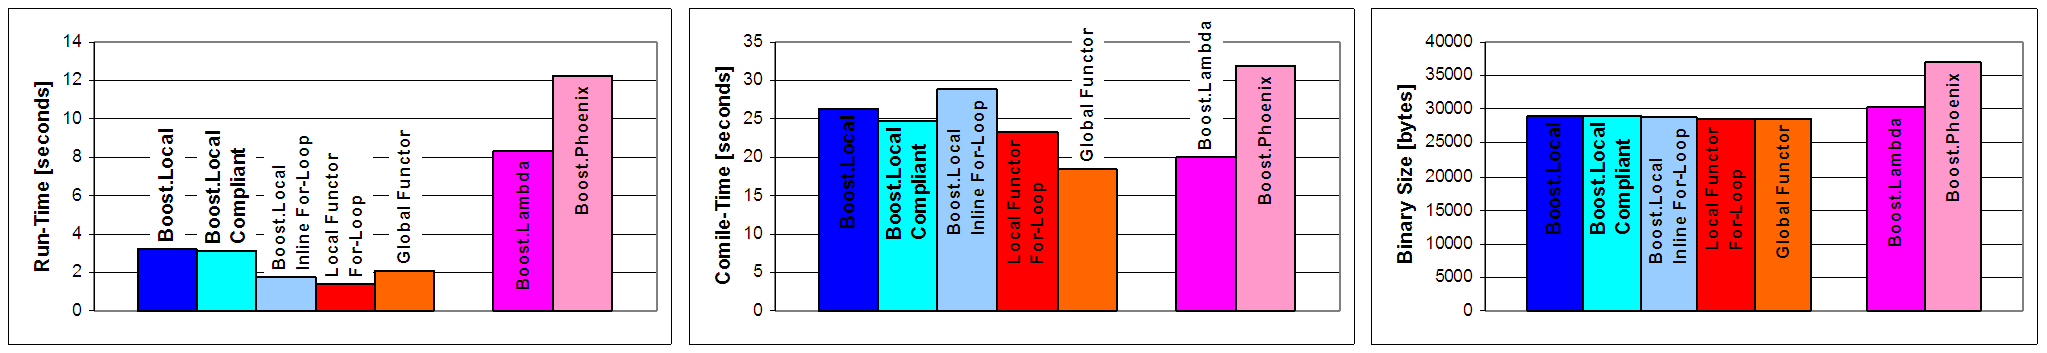 Run-Time [seconds]
14
12
10
8
6
4
2
0
Boost.Local
Boost.Local
Compliant
Boost.Local
Inline For-Loop
Local Functor
For-Loop
Global Functor
Boost.Lambda
Boost.Phoenix
Comile-Time [seconds]
35
30
25
20
15
10
5
0
Boost.Local
Boost.Local
Compliant
Boost.Local
Inline For-Loop
Local Functor
For-Loop
Global Functor
Boost.Lambda
Boost.Phoenix
Binary Size [bytes]
40000
35000
30000
25000
20000
15000
10000
5000
0
Boost.Local
Boost.Local
Compliant
Boost.Local
Inline For-Loop
Local Functor
For-Loop
Global Functor
Boost.Lambda
Boost.Phoenix